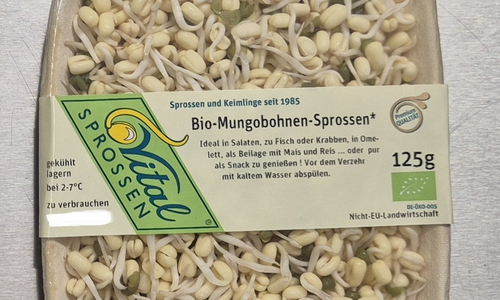 Sprossen und Keimlinge seit 1985
Bio-Mungobohnen-Sprossen*
Premium
QUALITÄT
Ideal in Salaten, zu Fisch oder Krabben, in Ome-
lett, als Beilage mit Mais und Reis ... oder pur
als Snack zu genießen ! Vor dem Verzehr
mit kaltem Wasser abspülen.
125g
DE-ÖKO-005
Nicht-EU-Landwirtschaft
Vital
SPROSSEN
®
gekühlt
lagern
bei 2-7°C
zu verbrauchen